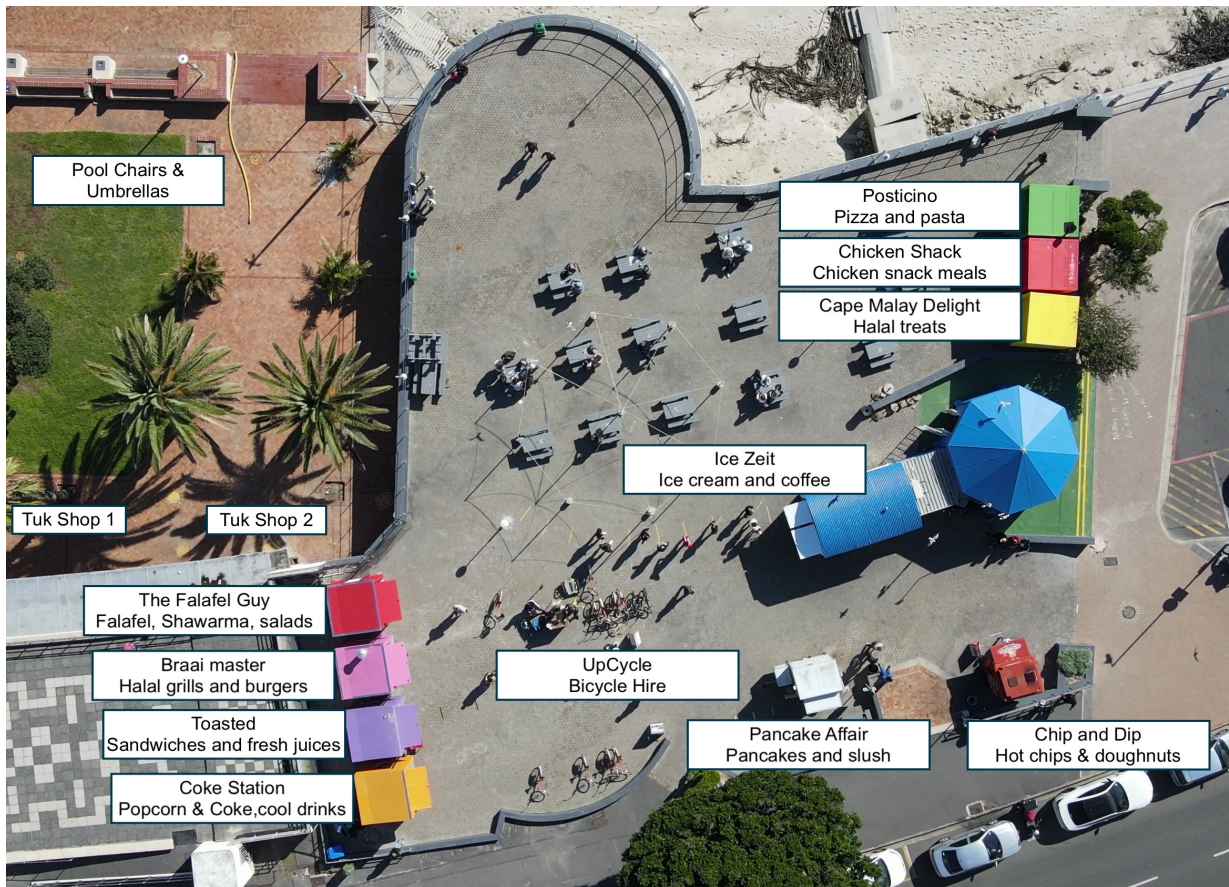 Pool Chairs &
Umbrellas
Posticino
Pizza and pasta
Chicken Shack
Chicken snack meals
Cape Malay Delight
Halal treats
Ice Zeit
Ice cream and coffee
Tuk Shop 1
Tuk Shop 2
The Falafel Guy
Falafel, Shawarma, salads
Braai master
Halal grills and burgers
UpCycle
Bicycle Hire
Toasted
Sandwiches and fresh juices
Pancake Affair
Pancakes and slush
Chip and Dip
Hot chips & doughnuts
Coke Station
Popcorn & Coke,cool drinks